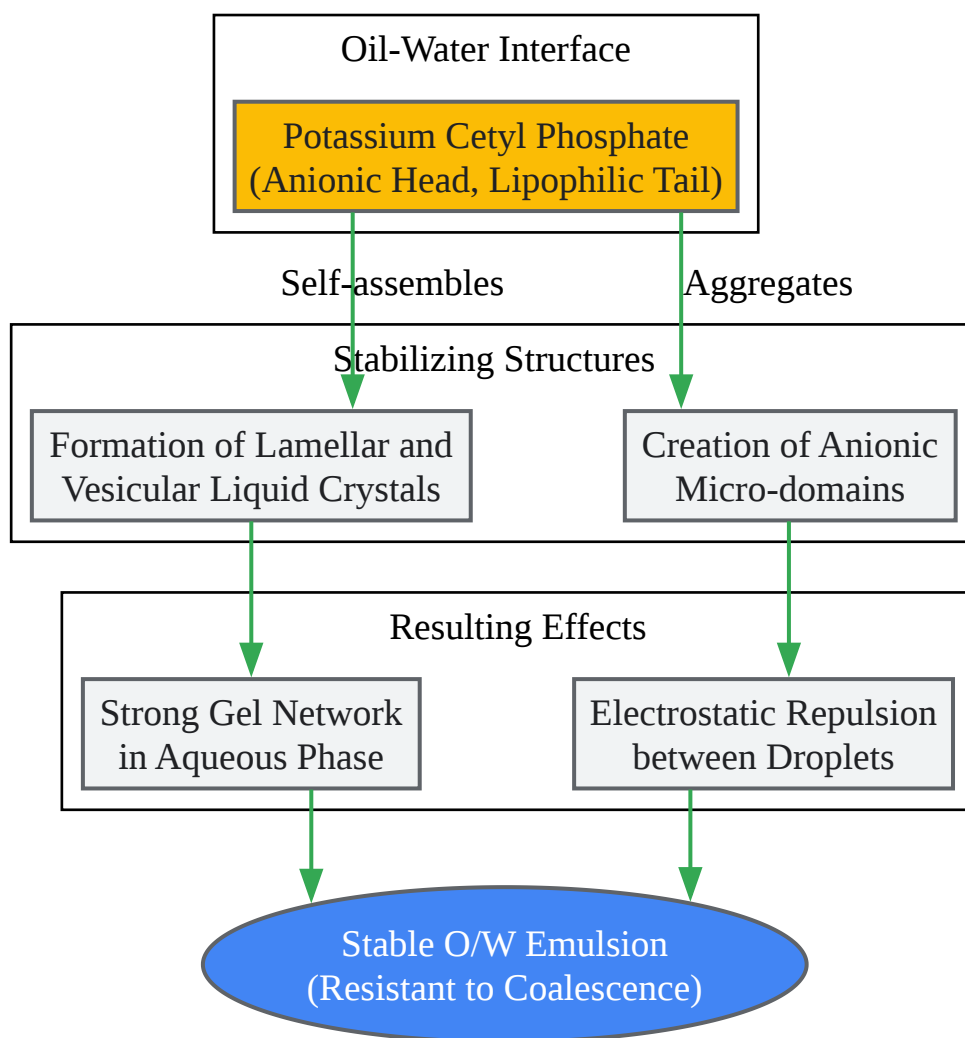 Oil-Water Interface
Potassium Cetyl Phosphate
(Anionic Head, Lipophilic Tail)
Self-assembles
Aggregates
Stabilizing Structures
Formation of Lamellar and
Vesicular Liquid Crystals
Creation of Anionic
Micro-domains
Resulting Effects
Strong Gel Network
in Aqueous Phase
Electrostatic Repulsion
between Droplets
Stable O/W Emulsion
(Resistant to Coalescence)